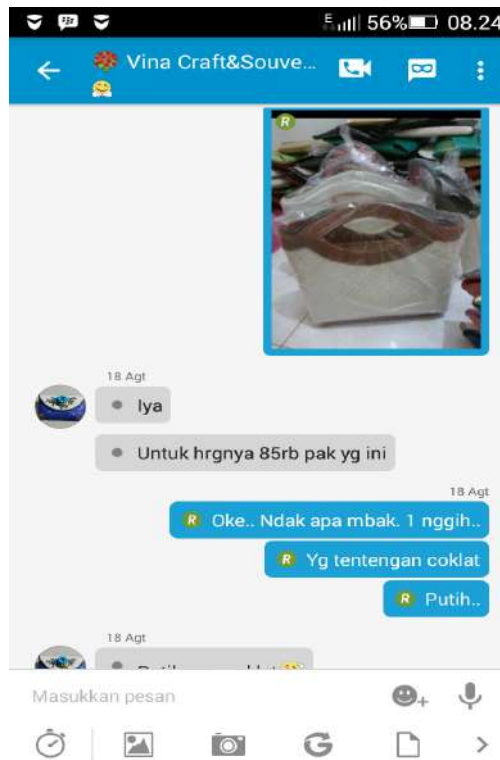 56% 08.24
Vina Craft&Souve...
R
18 Agt
Iya
Untuk hrgnya 85rb pak yg ini
18 Agt
R Oke.. Ndak apa mbak. 1 nggih..
R Yg tentengan coklat
R Putih..
18 Agt
Masukkan pesan